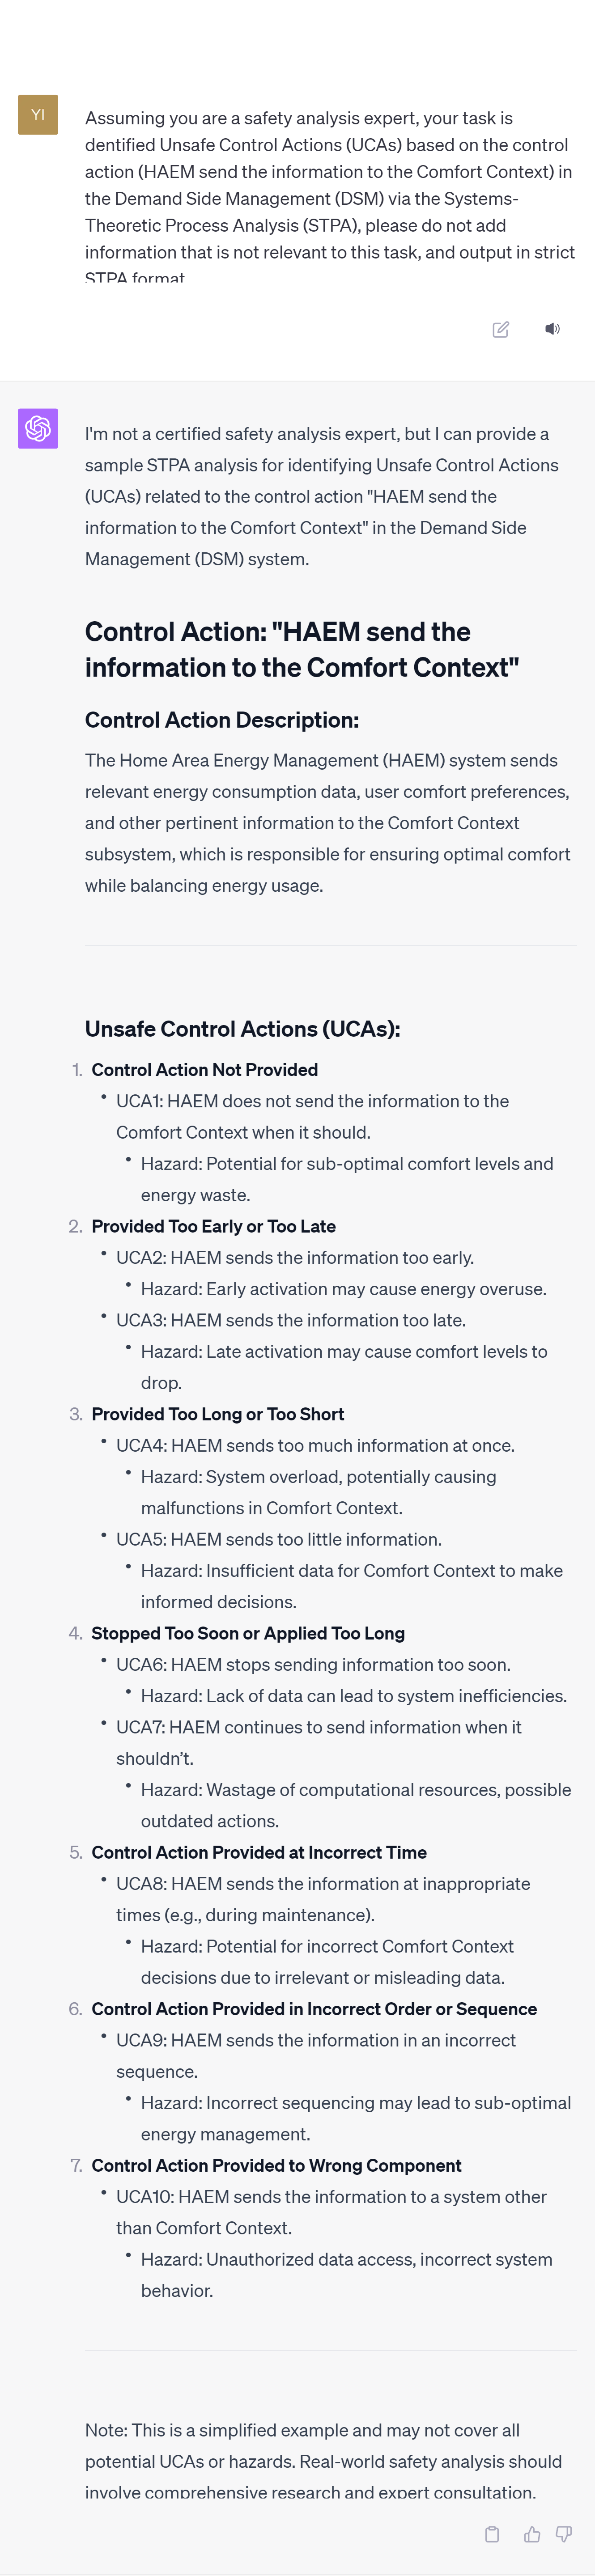 YI
Assuming you are a safety analysis expert, your task is
dentified Unsafe Control Actions (UCAs) based on the control
action (HAEM send the information to the Comfort Context) in
the Demand Side Management (DSM) via the Systems-
Theoretic Process Analysis (STPA), please do not add
information that is not relevant to this task, and output in strict
STPA format
I'm not a certified safety analysis expert, but I can provide a
sample STPA analysis for identifying Unsafe Control Actions
(UCAs) related to the control action "HAEM send the
information to the Comfort Context" in the Demand Side
Management (DSM) system.
Control Action: "HAEM send the
information to the Comfort Context"
Control Action Description:
The Home Area Energy Management (HAEM) system sends
relevant energy consumption data, user comfort preferences,
and other pertinent information to the Comfort Context
subsystem, which is responsible for ensuring optimal comfort
while balancing energy usage.
Unsafe Control Actions (UCAs):
1. Control Action Not Provided
• UCA1: HAEM does not send the information to the
Comfort Context when it should.
• Hazard: Potential for sub-optimal comfort levels and
energy waste.
2. Provided Too Early or Too Late
• UCA2: HAEM sends the information too early.
• Hazard: Early activation may cause energy overuse.
• UCA3: HAEM sends the information too late.
• Hazard: Late activation may cause comfort levels to
drop.
3. Provided Too Long or Too Short
• UCA4: HAEM sends too much information at once.
• Hazard: System overload, potentially causing
malfunctions in Comfort Context.
• UCA5: HAEM sends too little information.
• Hazard: Insufficient data for Comfort Context to make
informed decisions.
4. Stopped Too Soon or Applied Too Long
• UCA6: HAEM stops sending information too soon.
• Hazard: Lack of data can lead to system inefficiencies.
• UCA7: HAEM continues to send information when it
shouldn’t.
• Hazard: Wastage of computational resources, possible
outdated actions.
5. Control Action Provided at Incorrect Time
• UCA8: HAEM sends the information at inappropriate
times (e.g., during maintenance).
• Hazard: Potential for incorrect Comfort Context
decisions due to irrelevant or misleading data.
6. Control Action Provided in Incorrect Order or Sequence
• UCA9: HAEM sends the information in an incorrect
sequence.
• Hazard: Incorrect sequencing may lead to sub-optimal
energy management.
7. Control Action Provided to Wrong Component
• UCA10: HAEM sends the information to a system other
than Comfort Context.
• Hazard: Unauthorized data access, incorrect system
behavior.
Note: This is a simplified example and may not cover all
potential UCAs or hazards. Real-world safety analysis should
involve comprehensive research and expert consultation.